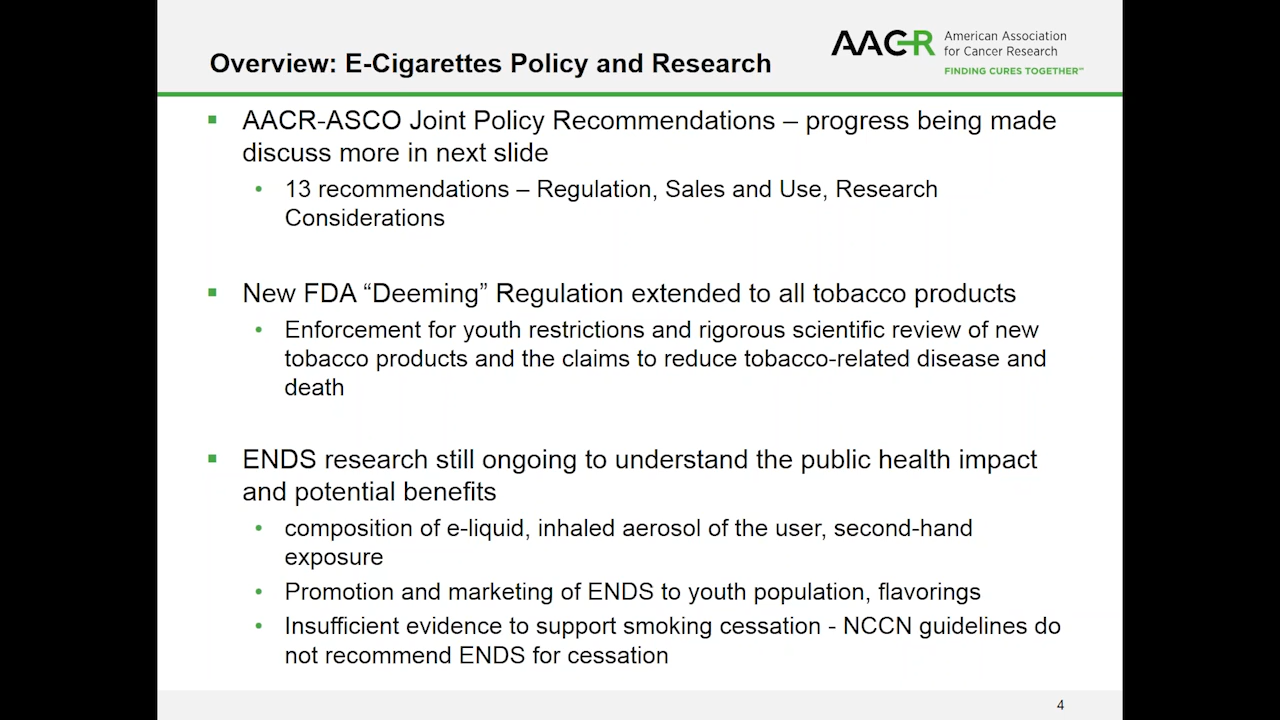 Overview: E-Cigarettes Policy and Research
AACR
American Association
for Cancer Research
FINDING CURES TOGETHER℠
AACR-ASCO Joint Policy Recommendations – progress being made
discuss more in next slide
13 recommendations – Regulation, Sales and Use, Research
Considerations
New FDA “Deeming” Regulation extended to all tobacco products
Enforcement for youth restrictions and rigorous scientific review of new
tobacco products and the claims to reduce tobacco-related disease and
death
ENDS research still ongoing to understand the public health impact
and potential benefits
composition of e-liquid, inhaled aerosol of the user, second-hand
exposure
Promotion and marketing of ENDS to youth population, flavorings
Insufficient evidence to support smoking cessation - NCCN guidelines do
not recommend ENDS for cessation
4